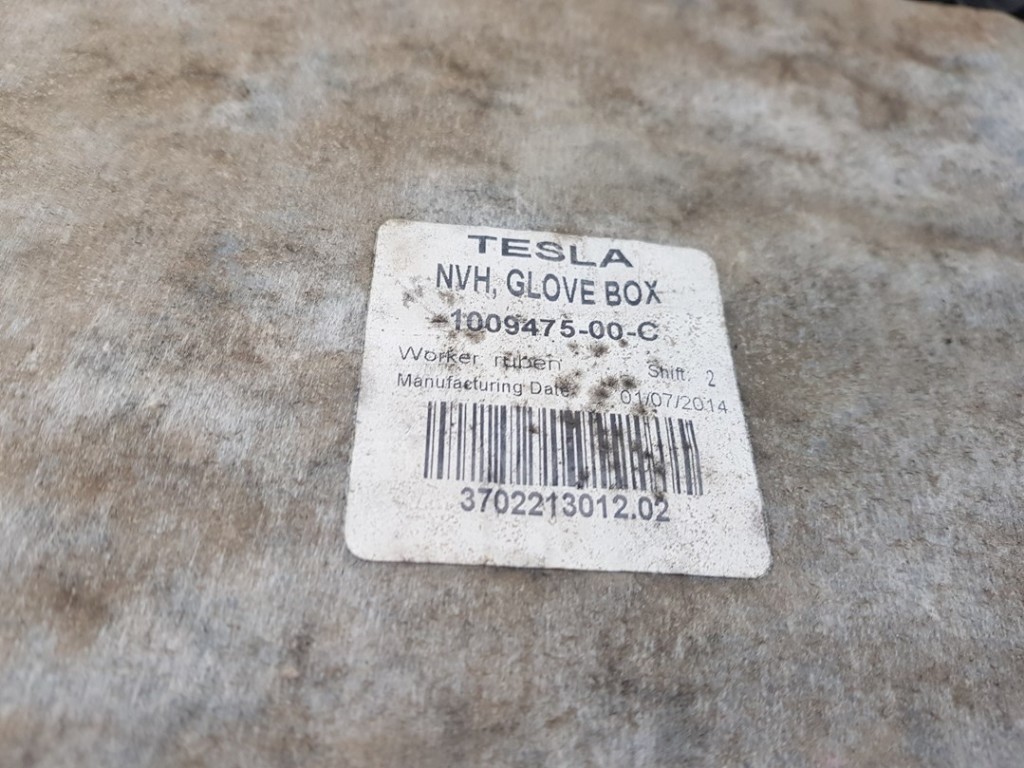 TESLA
NVH, GLOVE BOX
1009475-00-C
Worker ruben Shift, 2
Manufacturing Date 01/07/2014
3702213012.02